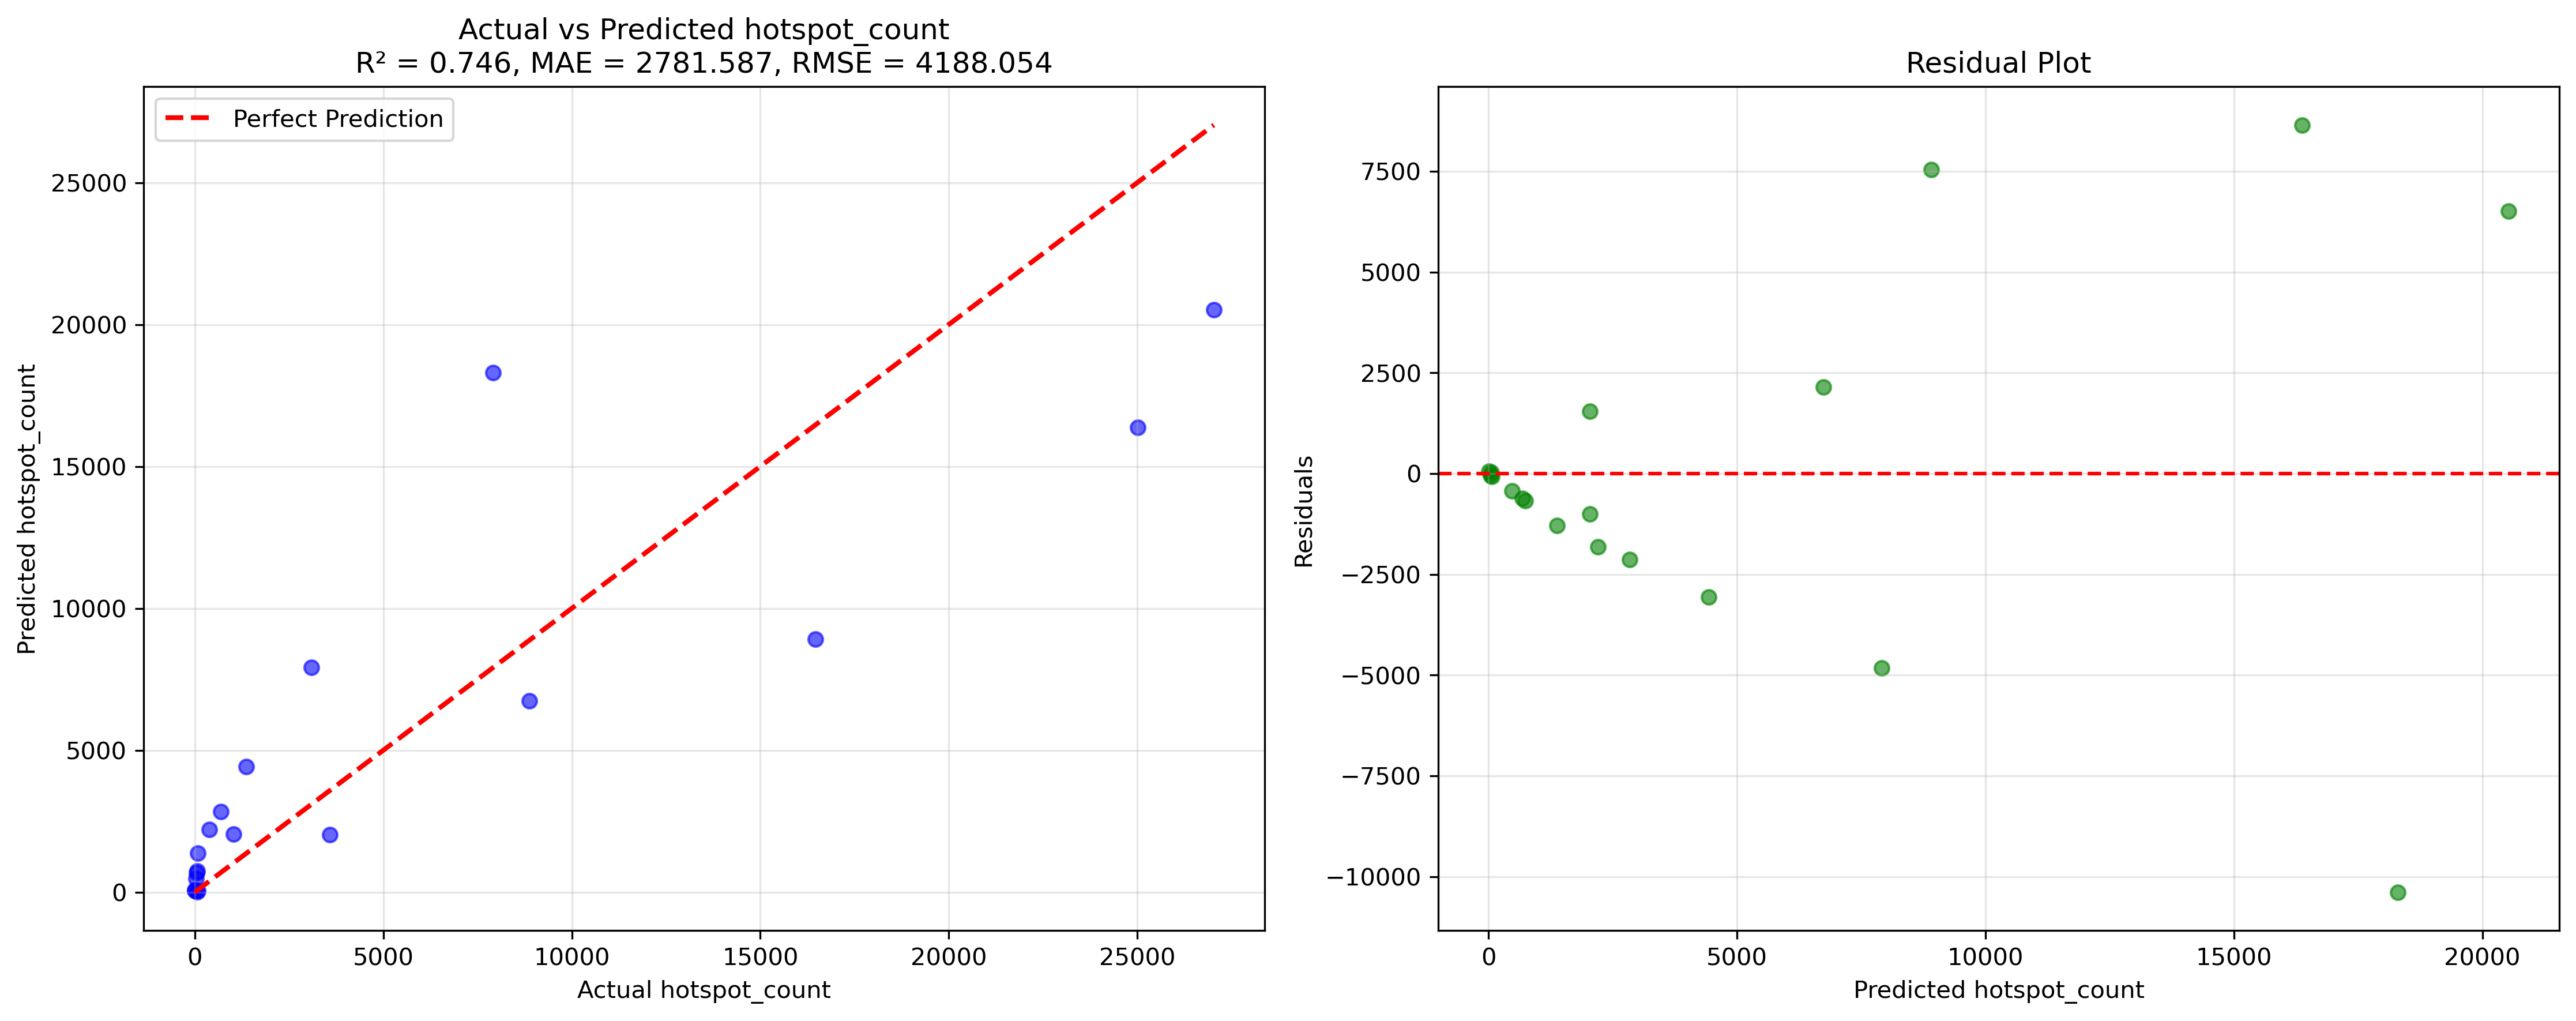 Actual vs Predicted hotspot_count
R² = 0.746, MAE = 2781.587, RMSE = 4188.054
Perfect Prediction
25000
20000
15000
10000
5000
0
Predicted hotspot_count
0 5000 10000 15000 20000 25000
Actual hotspot_count
Residual Plot
7500
5000
2500
0
−2500
−5000
−7500
−10000
Residuals
0 5000 10000 15000 20000
Predicted hotspot_count